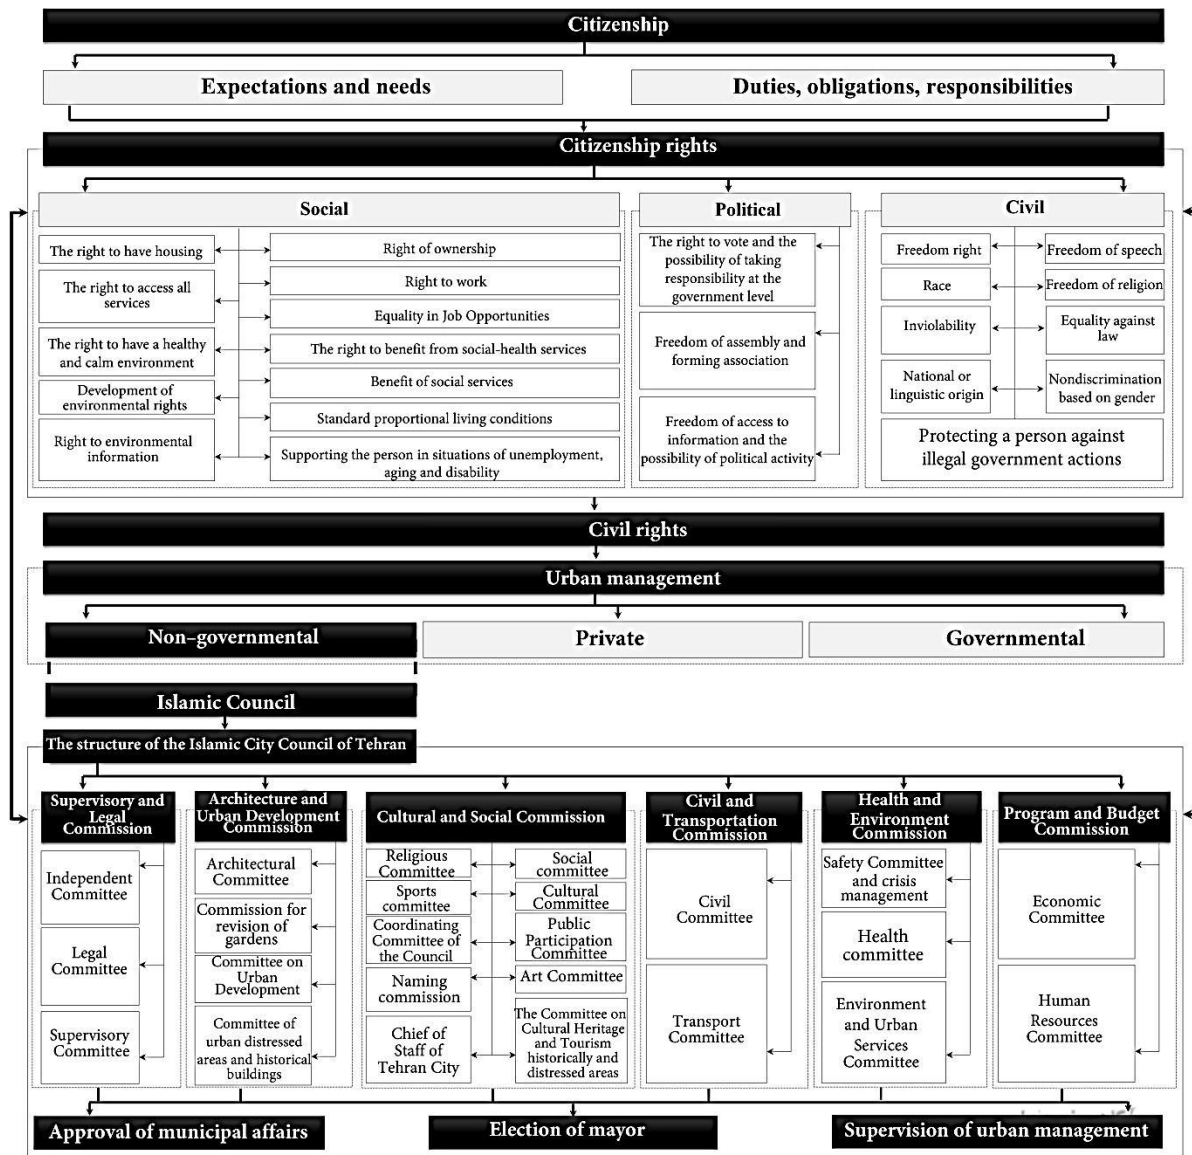 Citizenship
Expectations and needs
Duties, obligations, responsibilities
Citizenship rights
Social
The right to have housing
Right of ownership
The right to access all
services
Right to work
Equality in Job Opportunities
The right to have a healthy
and calm environment
The right to benefit from social-health services
Development of
environmental rights
Benefit of social services
Standard proportional living conditions
Right to environmental
information
Supporting the person in situations of unemployment,
aging and disability
Political
The right to vote and the
possibility of taking
responsibility at the
government level
Freedom of assembly and
forming association
Freedom of access to
information and the
possibility of political activity
Civil
Freedom right
Freedom of speech
Race
Freedom of religion
Inviolability
Equality against
law
National or
linguistic origin
Nondiscrimination
based on gender
Protecting a person against
illegal government actions
Civil rights
Urban management
Non–governmental
Private
Governmental
Islamic Council
The structure of the Islamic City Council of Tehran
Supervisory and
Legal
Commission
Independent
Committee
Legal
Committee
Supervisory
Committee
Architecture and
Urban Development
Commission
Architectural
Committee
Commission for
revision of
gardens
Committee on
Urban
Development
Committee of
urban distressed
areas and historical
buildings
Cultural and Social Commission
Religious
Committee
Social
committee
Sports
committee
Cultural
Committee
Coordinating
Committee of
the Council
Public
Participation
Committee
Naming
commission
Art Committee
Chief of
Staff of
Tehran City
The Committee on
Cultural Heritage
and Tourism
historically and
distressed areas
Civil and
Transportation
Commission
Civil
Committee
Transport
Committee
Health and
Environment
Commission
Safety Committee
and crisis
management
Health
committee
Environment
and Urban
Services
Committee
Program and Budget
Commission
Economic
Committee
Human
Resources
Committee
Approval of municipal affairs
Election of mayor
Supervision of urban management